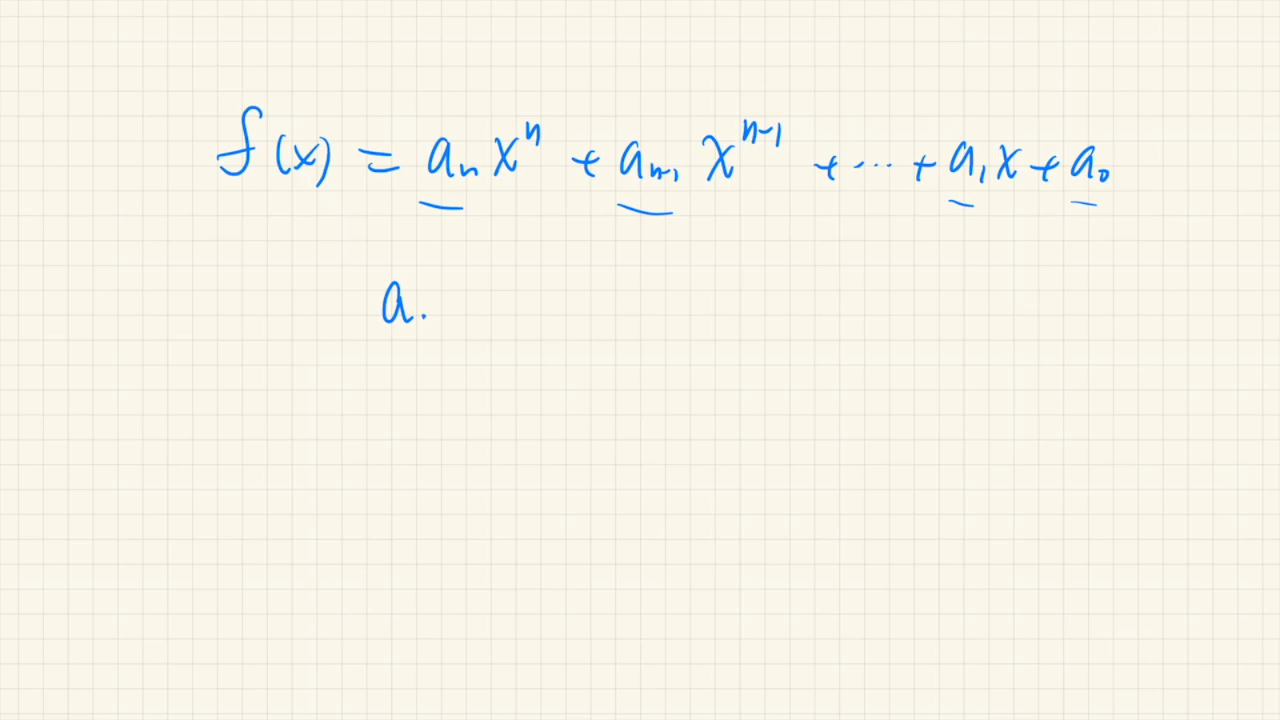 f(x) = aₙxⁿ + aₙ₋₁xⁿ⁻¹ + ⋯ + a₁x + a₀
a.